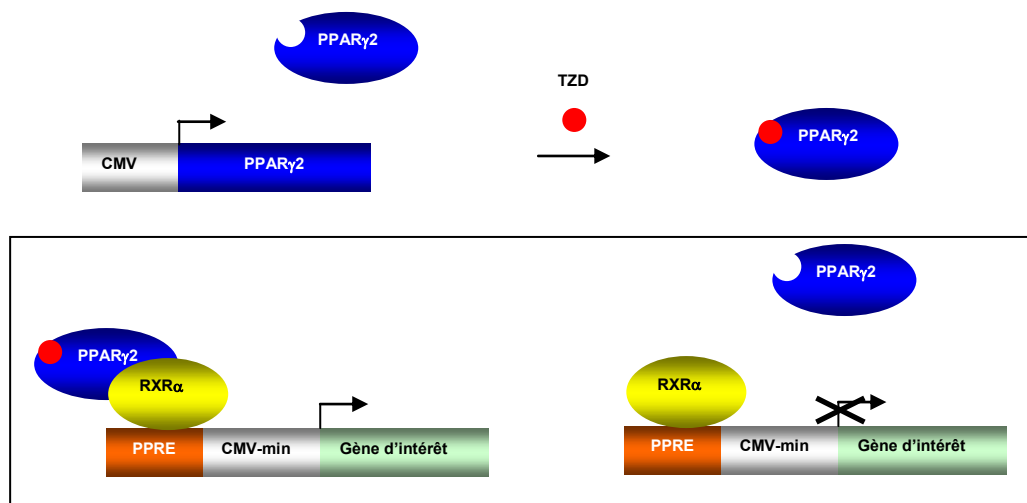 PPARγ2
TZD
CMV
PPARγ2
PPARγ2
PPARγ2
PPARγ2
RXRα
PPRE
CMV-min
Gène d'intérêt
RXRα
PPRE
CMV-min
Gène d'intérêt